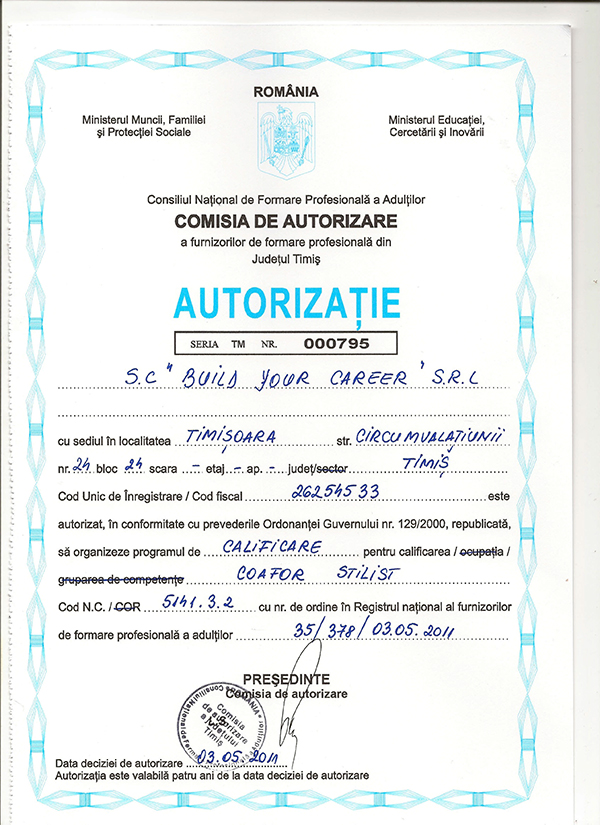 ROMÂNIA
Ministerul Muncii, Familiei
și Protecției Sociale
Ministerul Educației,
Cercetării și Inovării
Consiliul Național de Formare Profesională a Adulților
COMISIA DE AUTORIZARE
a furnizorilor de formare profesională din
Județul Timiș
AUTORIZAȚIE
SERIA TM NR. 000795
S.C "BUILD YOUR CAREER" S.R.L
cu sediul în localitatea TIMIȘOARA str. CIRCUMVALAȚIUNII
nr. 24 bloc 24 scara – etaj – ap. – județ/sector TIMIȘ
Cod Unic de Înregistrare / Cod fiscal 26254533 este
autorizat, în conformitate cu prevederile Ordonanței Guvernului nr. 129/2000, republicată,
să organizeze programul de CALIFICARE pentru calificarea / ocupația /
gruparea de competențe COAFOR STILIST
Cod N.C. / COR 5141.3.2 cu nr. de ordine în Registrul național al furnizorilor
de formare profesională a adulților 35/378/03.05.2011
PREȘEDINTE
Comisia de autorizare
Comisia
de autorizare
a Județului
Timiș
Data deciziei de autorizare 03.05.2011
Autorizația este valabilă patru ani de la data deciziei de autorizare